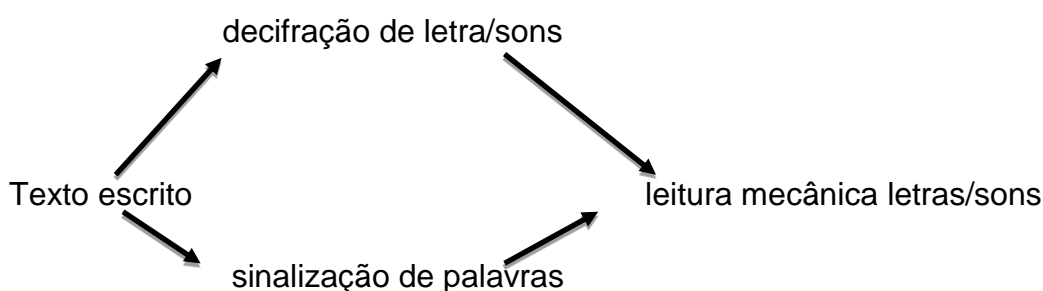 decifração de letra/sons
Texto escrito
leitura mecânica letras/sons
sinalização de palavras